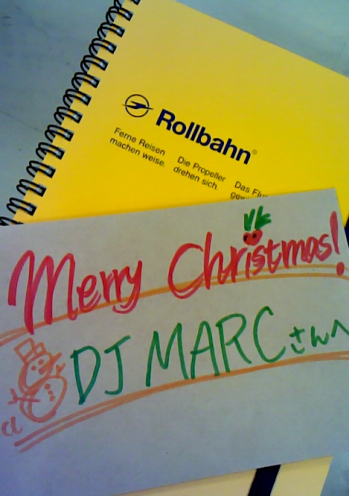 Rollbahn®
Ferne Reisen
machen weise.
Die Propeller
drehen sich.
Merry Christmas!
DJ MARCさんへ